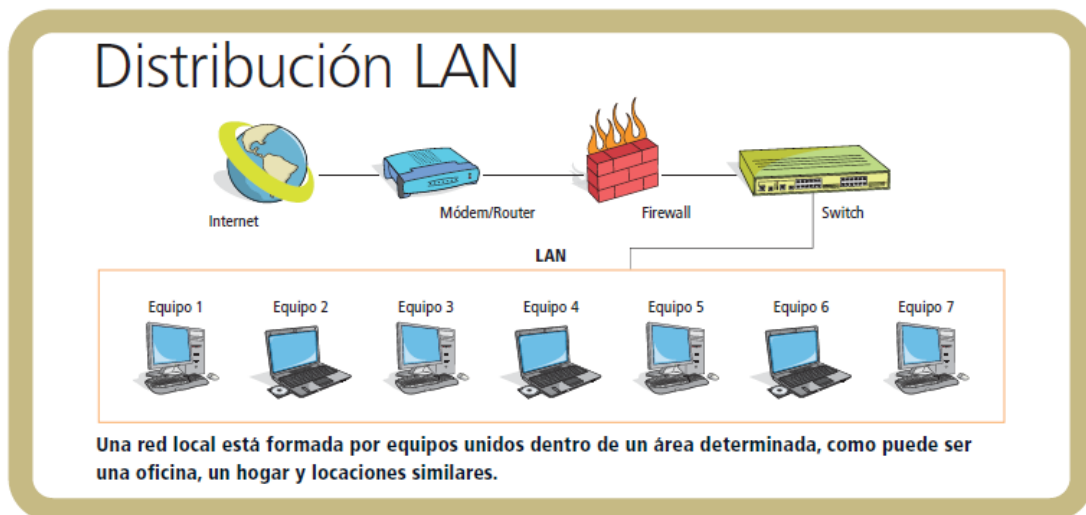 Distribución LAN
Internet
Módem/Router
Firewall
Switch
LAN
Equipo 1
Equipo 2
Equipo 3
Equipo 4
Equipo 5
Equipo 6
Equipo 7
Una red local está formada por equipos unidos dentro de un área determinada, como puede ser
una oficina, un hogar y locaciones similares.